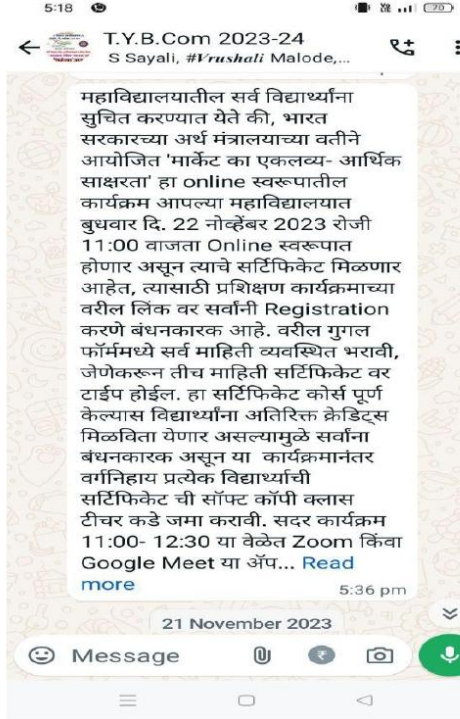 5:18
70
T.Y.B.Com 2023-24
S Sayali, #Vrushali Malode,...
महाविद्यालयातील सर्व विद्यार्थ्यांना
सुचित करण्यात येते की, भारत
सरकारच्या अर्थ मंत्रालयाच्या वतीने
आयोजित 'मार्केट का एकलव्य- आर्थिक
साक्षरता' हा online स्वरूपातील
कार्यक्रम आपल्या महाविद्यालयात
बुधवार दि. 22 नोव्हेंबर 2023 रोजी
11:00 वाजता Online स्वरूपात
होणार असून त्याचे सर्टिफिकेट मिळणार
आहेत, त्यासाठी प्रशिक्षण कार्यक्रमाच्या
वरील लिंक वर सर्वांनी Registration
करणे बंधनकारक आहे. वरील गुगल
फॉर्ममध्ये सर्व माहिती व्यवस्थित भरावी,
जेणेकरून तीच माहिती सर्टिफिकेट वर
टाईप होईल. हा सर्टिफिकेट कोर्स पूर्ण
केल्यास विद्यार्थ्यांना अतिरिक्त क्रेडिट्स
मिळविता येणार असल्यामुळे सर्वांना
बंधनकारक असून या कार्यक्रमानंतर
वर्गनिहाय प्रत्येक विद्यार्थ्याची
सर्टिफिकेट ची सॉफ्ट कॉपी क्लास
टीचर कडे जमा करावी. सदर कार्यक्रम
11:00- 12:30 या वेळेत Zoom किंवा
Google Meet या ॲप... Read
more
5:36 pm
21 November 2023
Message